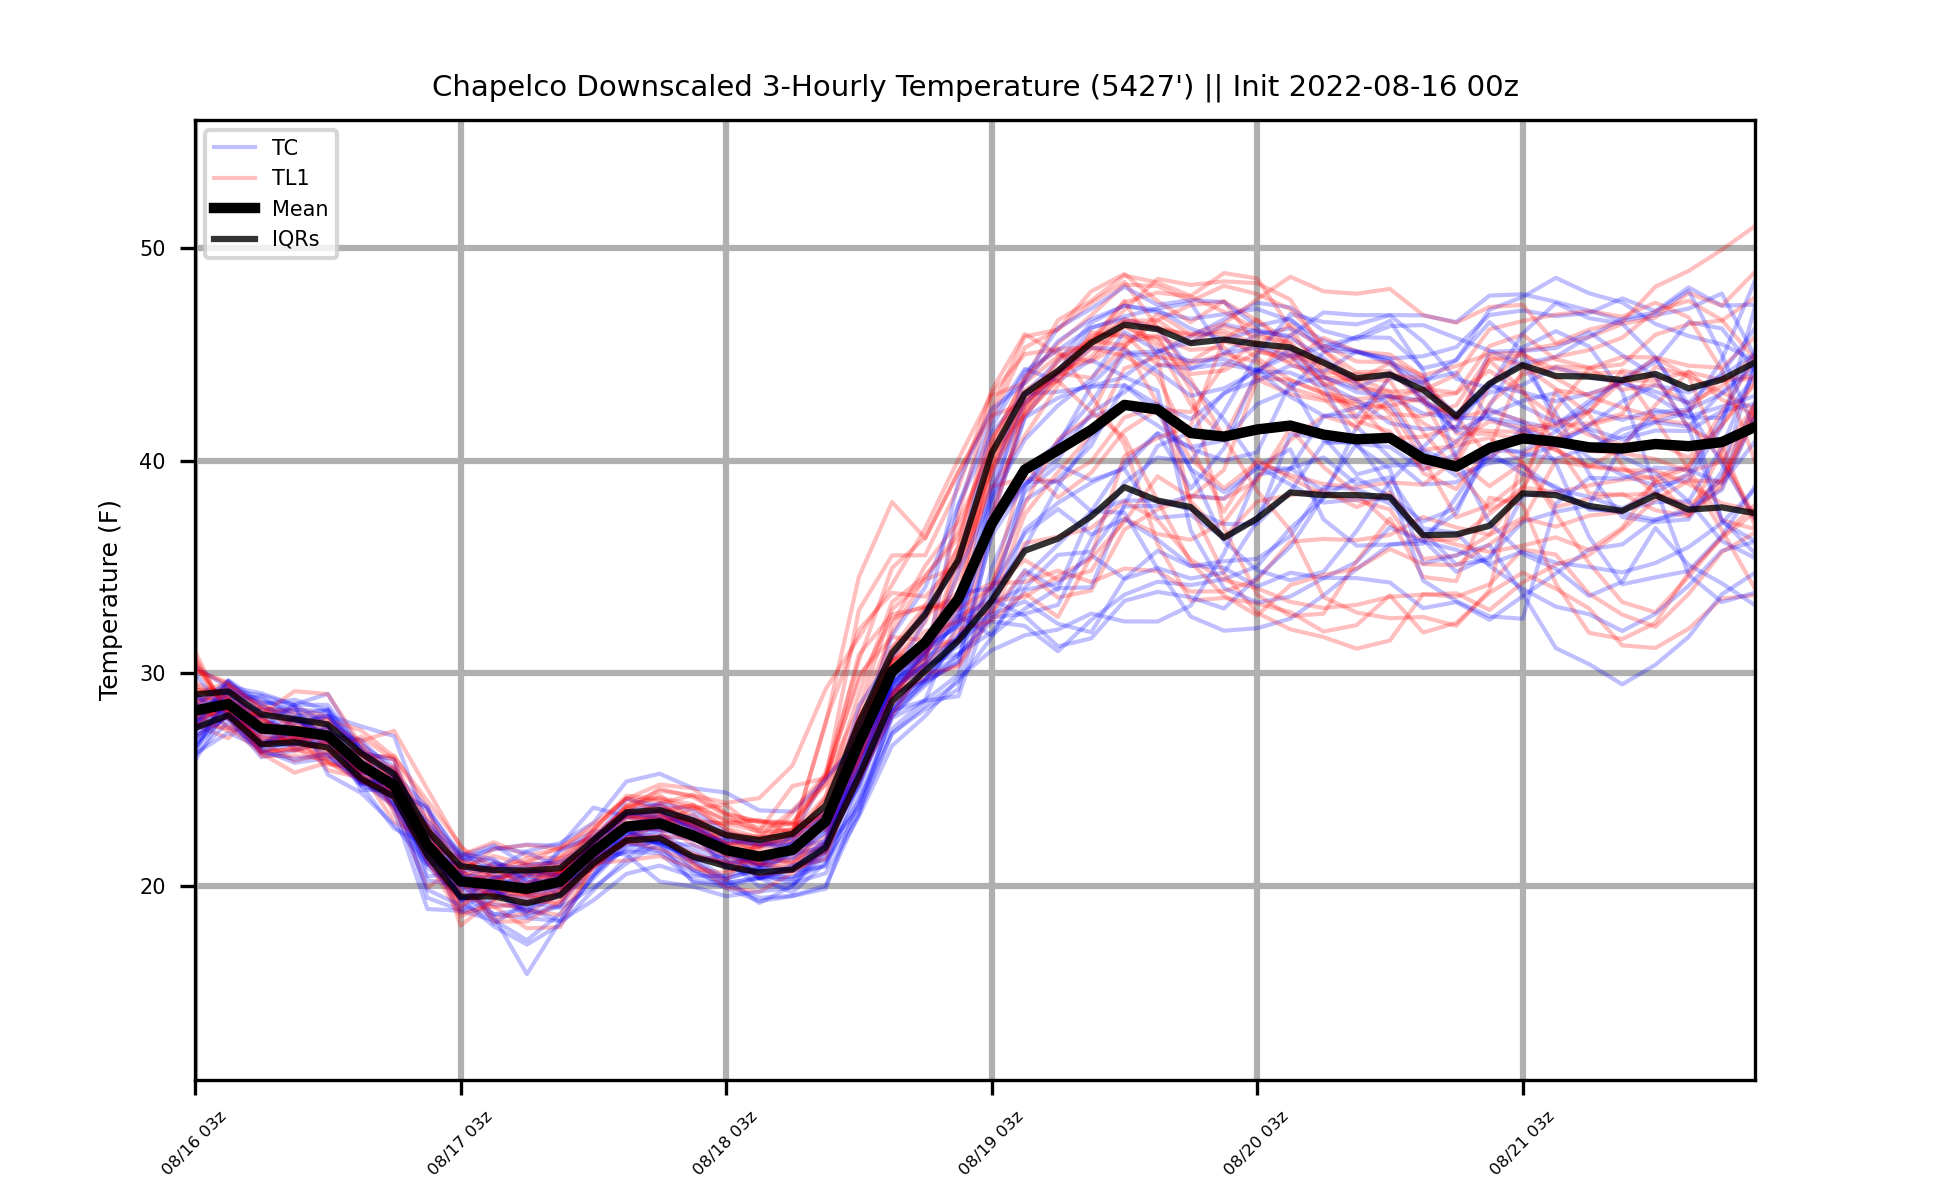 Chapelco Downscaled 3-Hourly Temperature (5427') || Init 2022-08-16 00z
TC
TL1
Mean
IQRs
50
40
30
20
Temperature (F)
08/16 03z
08/17 03z
08/18 03z
08/19 03z
08/20 03z
08/21 03z